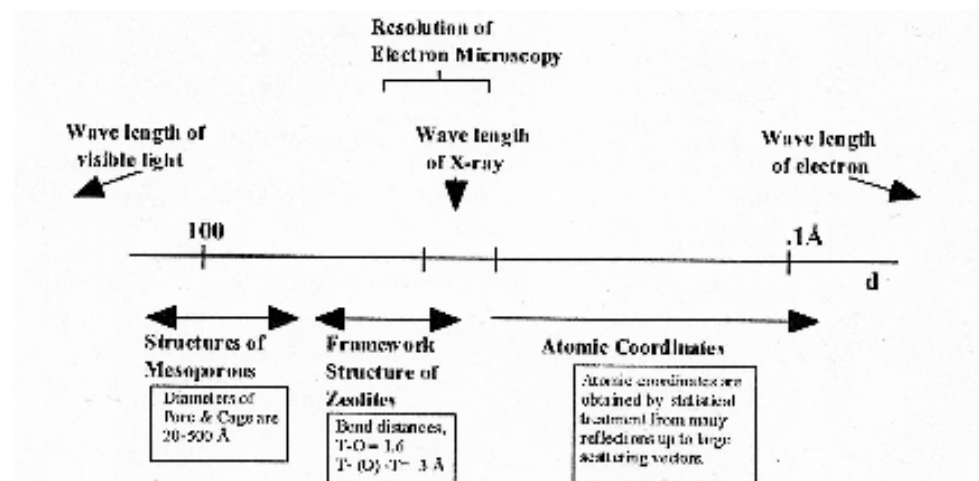 Resolution of
Electron Microscopy
Wave length of
visible light
Wave length
of X-ray
Wave length
of electron
100
.1Å
d
Structures of
Mesoporous
Diameters of
Pore & Cage are
20-500 Å
Framework
Structure of
Zeolites
Bond distances,
T-O = 1.6
T- (O) -T= 3 Å
Atomic Coordinates
Atomic coordinates are
obtained by statistical
treatment from many
reflections up to large
scattering vectors